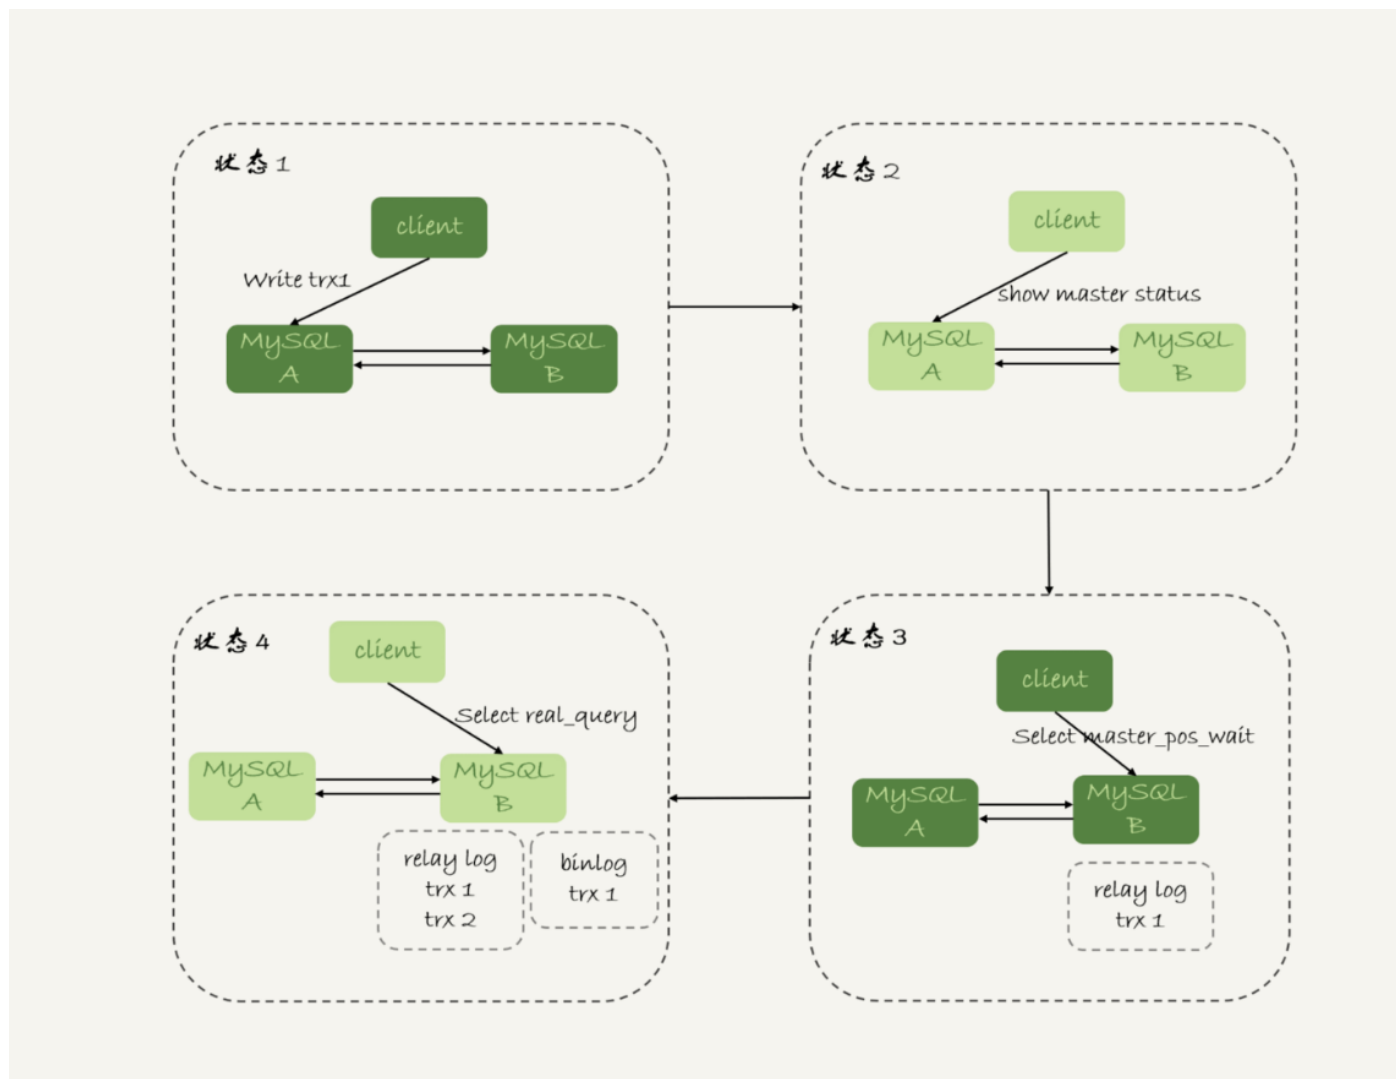 状态1
client
Write trx1
MySQL
A
MySQL
B
状态2
client
show master status
MySQL
A
MySQL
B
状态4
client
Select real_query
MySQL
A
MySQL
B
relay log
trx 1
trx 2
binlog
trx 1
状态3
client
Select master_pos_wait
MySQL
A
MySQL
B
relay log
trx 1